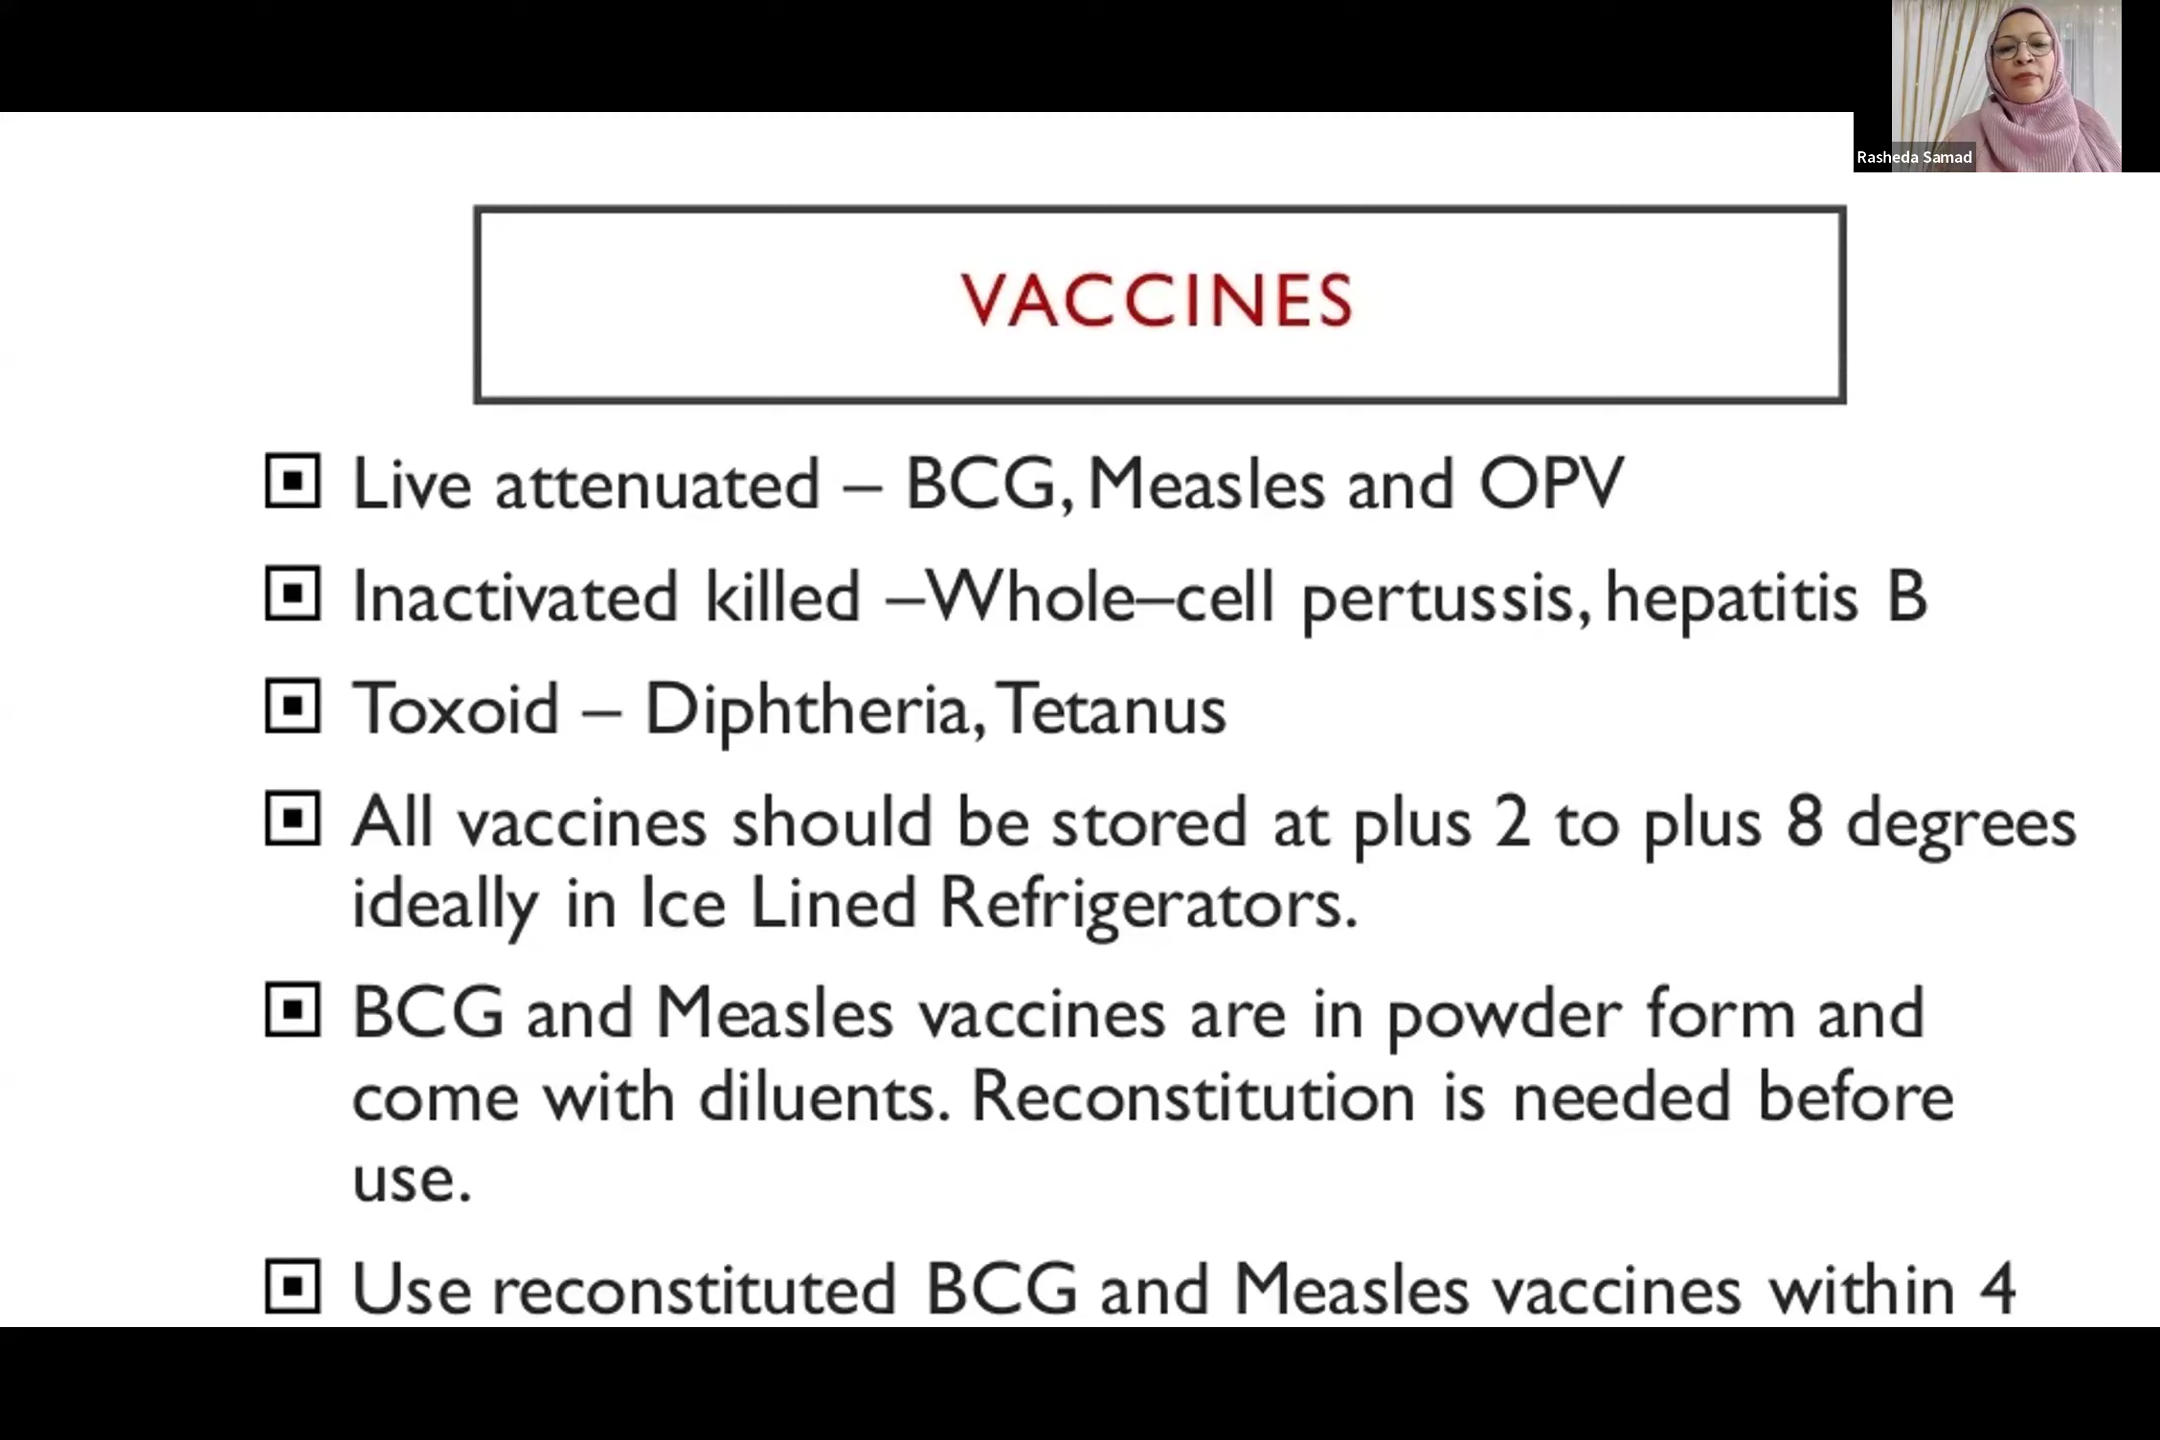 Rasheda Samad
VACCINES
Live attenuated – BCG, Measles and OPV
Inactivated killed –Whole–cell pertussis, hepatitis B
Toxoid – Diphtheria, Tetanus
All vaccines should be stored at plus 2 to plus 8 degrees
ideally in Ice Lined Refrigerators.
BCG and Measles vaccines are in powder form and
come with diluents. Reconstitution is needed before
use.
Use reconstituted BCG and Measles vaccines within 4